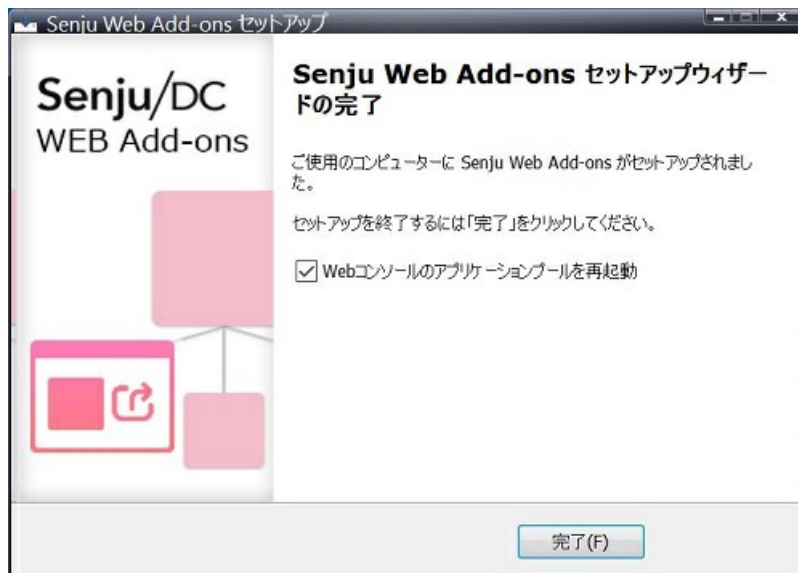 Senju Web Add-ons セットアップ
Senju/DC
WEB Add-ons
Senju Web Add-ons セットアップウィザー
ドの完了
ご使用のコンピューターに Senju Web Add-ons がセットアップされまし
た。
セットアップを終了するには「完了」をクリックしてください。
Webコンソールのアプリケーションプールを再起動
完了(F)